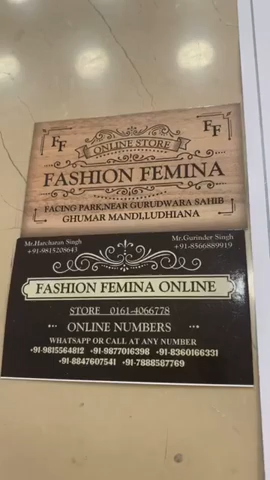 FF
FF
ONLINE STORE
FASHION FEMINA
FACING PARK,NEAR GURUDWARA SAHIB
GHUMAR MANDI,LUDHIANA
Mr.Harcharan Singh
+91-9815208643
Mr.Gurinder Singh
+91-8566889919
FASHION FEMINA ONLINE
STORE 0161-4066778
ONLINE NUMBERS
WHATSAPP OR CALL AT ANY NUMBER
+91-9815564812 +91-9877016398 +91-8360166331
+91-8847607541 +91-7888587769